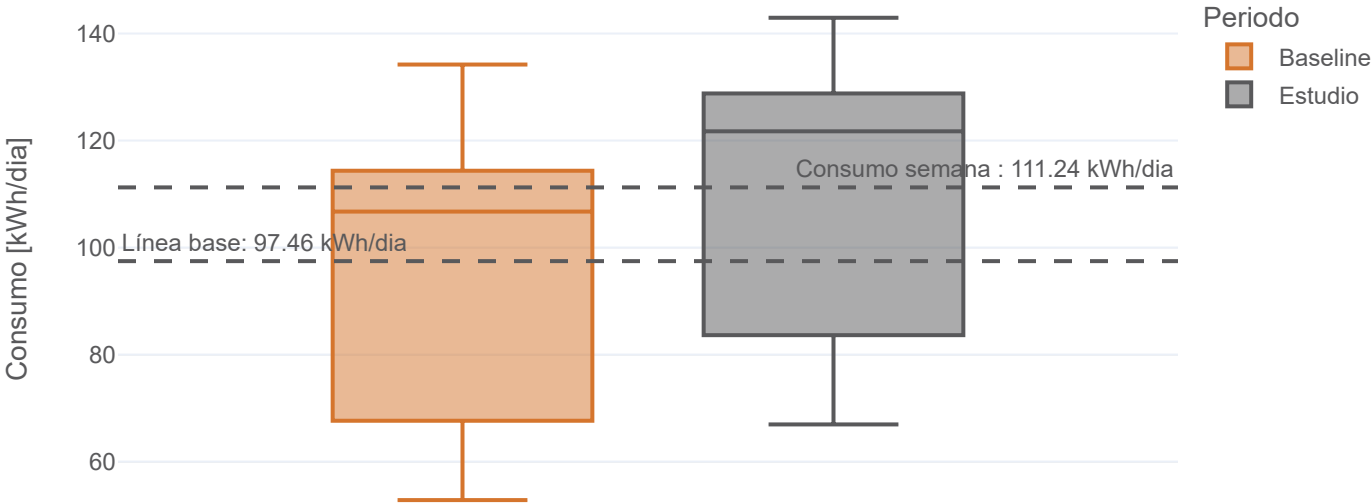 Periodo
Baseline
Estudio
Consumo [kWh/dia]
140
120
100
80
60
Consumo semana : 111.24 kWh/dia
Línea base: 97.46 kWh/dia